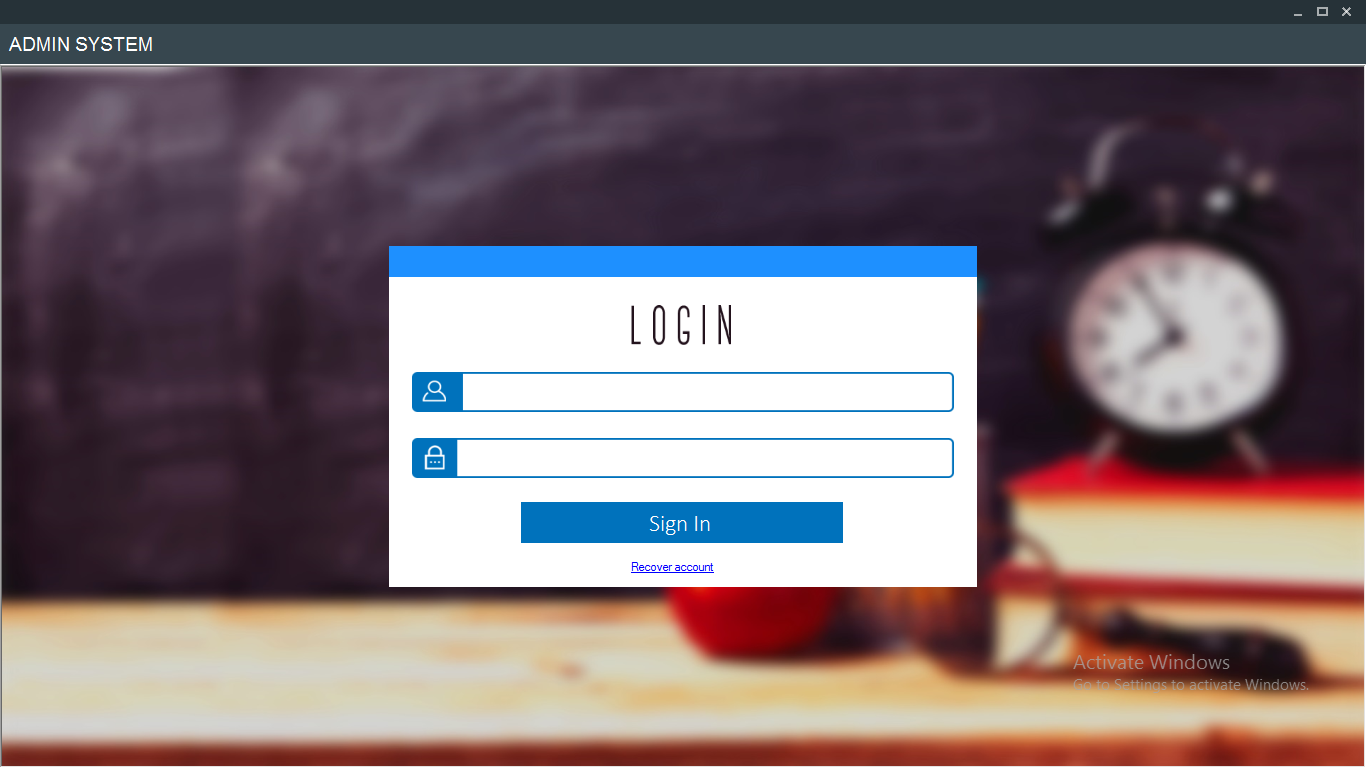 ADMIN SYSTEM
LOGIN
Sign In
Recover account
Activate Windows
Go to Settings to activate Windows.